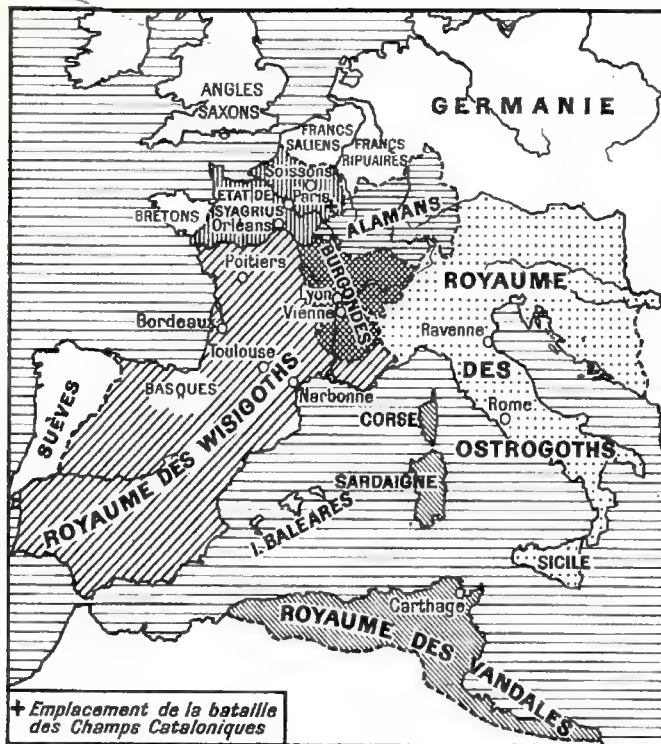 ANGLES
SAXONS
GERMANIE
FRANCS
SALIENS
FRANCS
RIPUAIRES
Soissons
ÉTAT DE
Paris
SYAGRIUS
BRETONS
Orléans
ALAMANS
Poitiers
BURGONDES
Lyon
Vienne
ROYAUME
DES
OSTROGOTHS
Bordeaux
Ravenne
Toulouse
BASQUES
Narbonne
SUÈVES
ROYAUME DES WISIGOTHS
CORSE
Rome
SARDAIGNE
I. BALÉARES
SICILE
Carthage
ROYAUME DES VANDALES
+ Emplacement de la bataille
des Champs Cataloniques